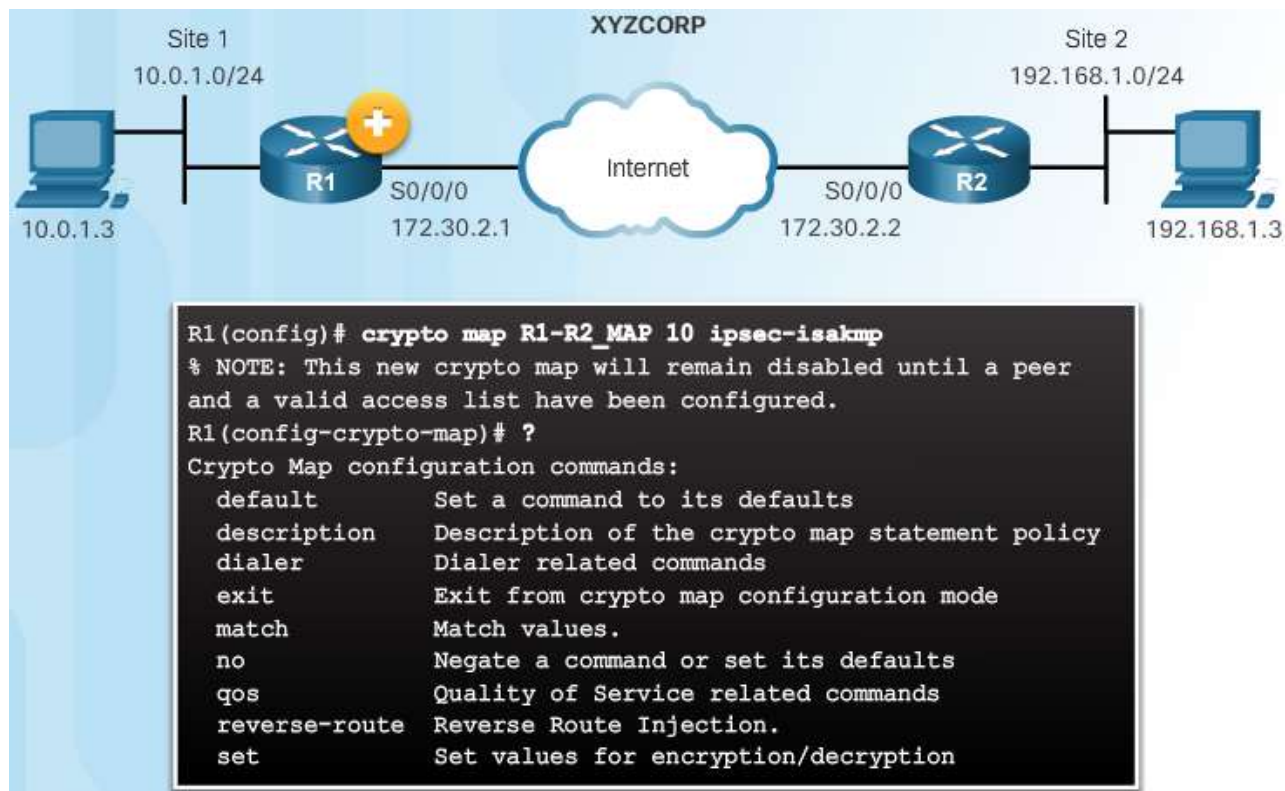 XYZCORP
Site 1
10.0.1.0/24
Site 2
192.168.1.0/24
R1
S0/0/0
172.30.2.1
Internet
S0/0/0
172.30.2.2
R2
10.0.1.3
192.168.1.3
R1(config)# crypto map R1-R2_MAP 10 ipsec-isakmp
% NOTE: This new crypto map will remain disabled until a peer
and a valid access list have been configured.
R1(config-crypto-map)# ?
Crypto Map configuration commands:
default Set a command to its defaults
description Description of the crypto map statement policy
dialer Dialer related commands
exit Exit from crypto map configuration mode
match Match values.
no Negate a command or set its defaults
qos Quality of Service related commands
reverse-route Reverse Route Injection.
set Set values for encryption/decryption